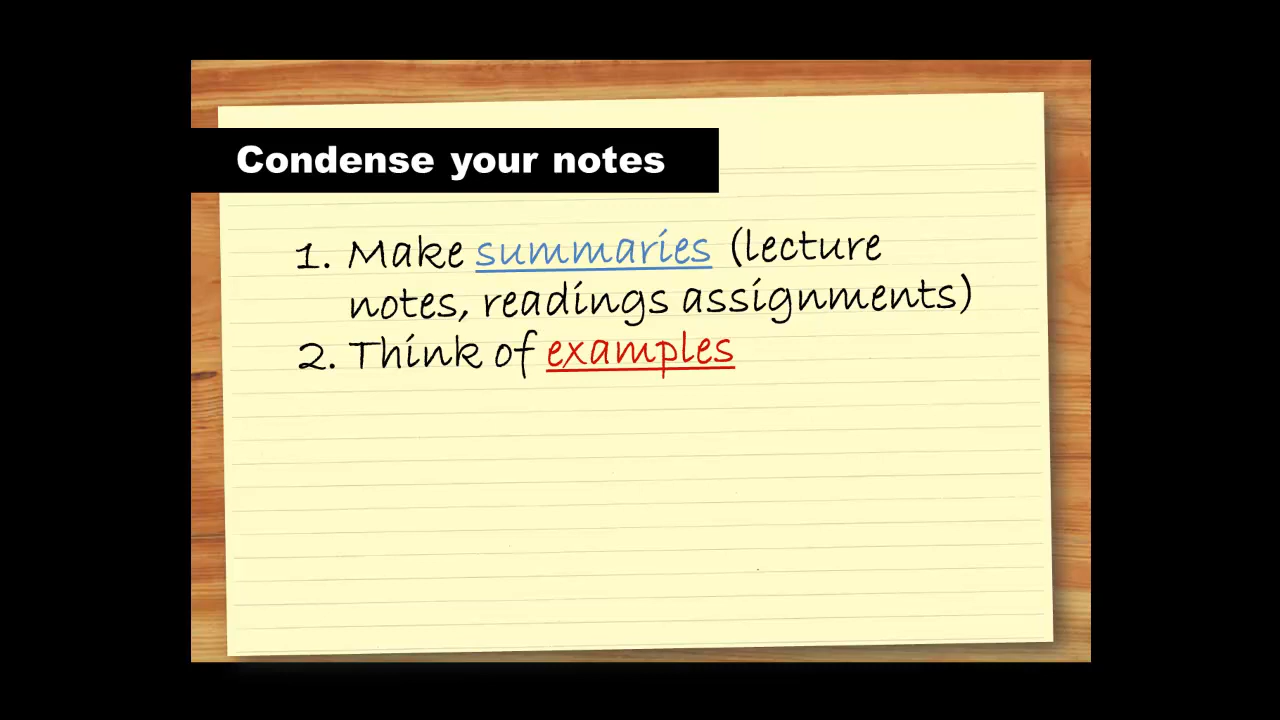 Condense your notes
1. Make summaries (lecture
notes, readings assignments)
2. Think of examples